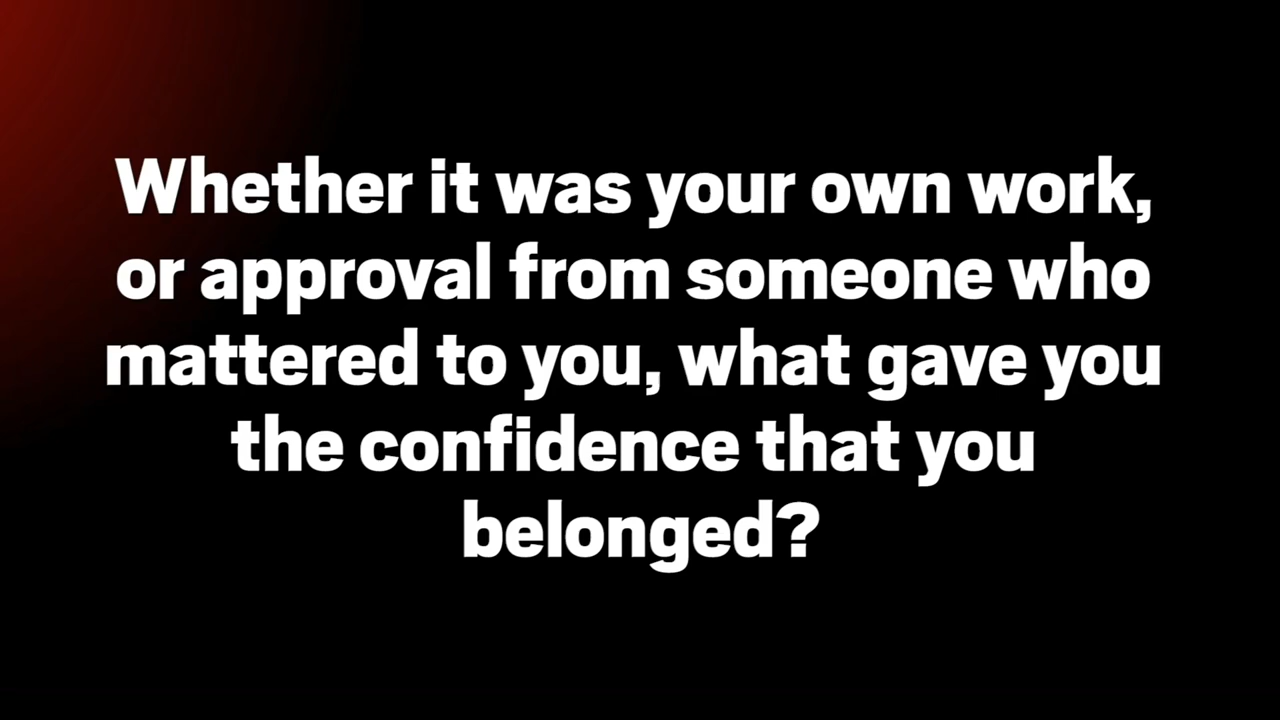 Whether it was your own work,
or approval from someone who
mattered to you, what gave you
the confidence that you
belonged?